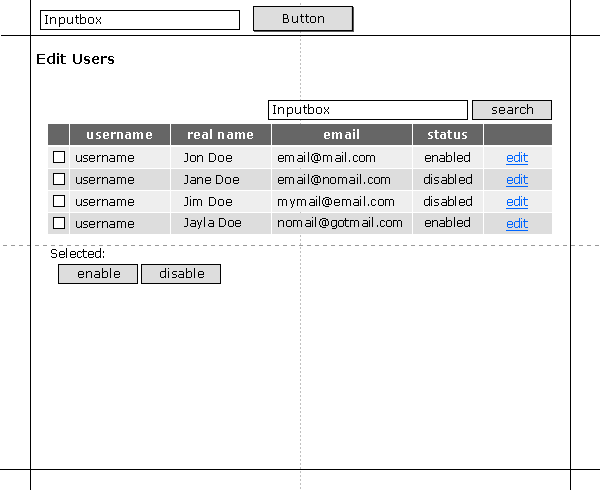 Inputbox Button
Edit Users
Inputbox search
username real name email status
username Jon Doe email@mail.com enabled edit
username Jane Doe email@nomail.com disabled edit
username Jim Doe mymail@email.com disabled edit
username Jayla Doe nomail@gotmail.com enabled edit
Selected:
enable disable